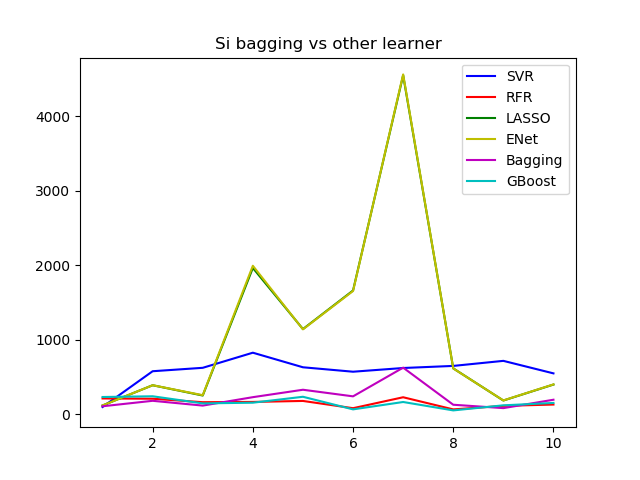 Si bagging vs other learner
SVR
RFR
LASSO
ENet
Bagging
GBoost
4000
3000
2000
1000
0
2
4
6
8
10